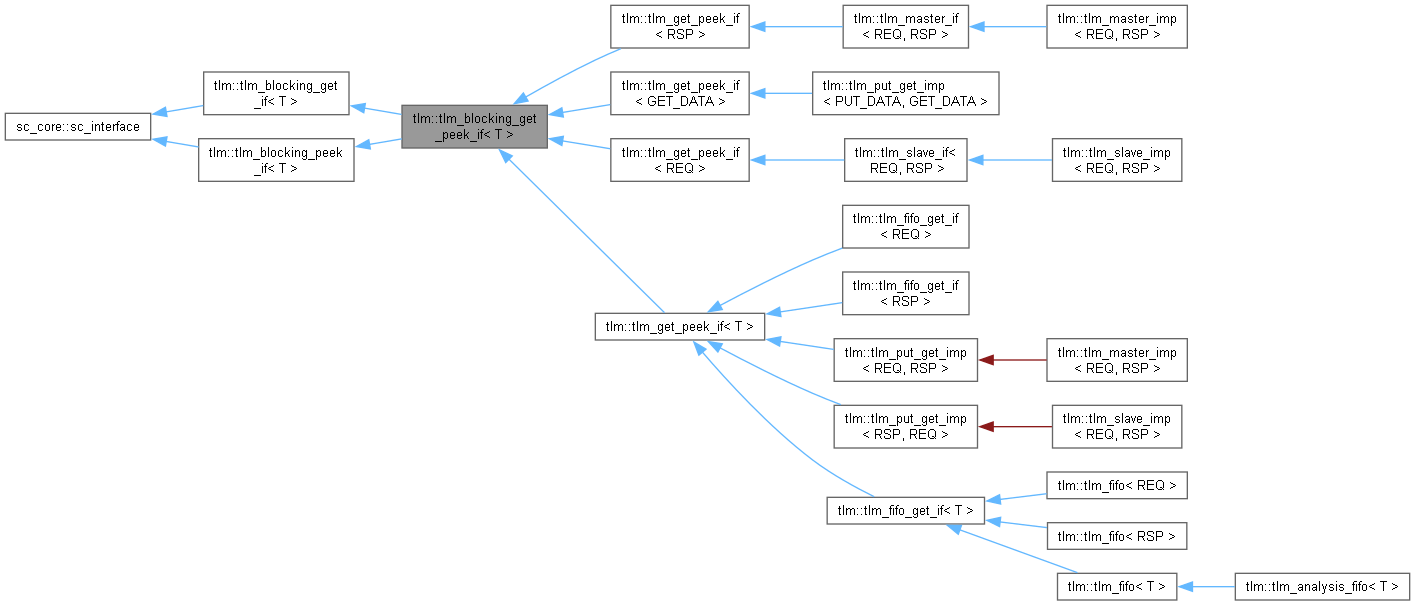 sc_core::sc_interface
tlm::tlm_blocking_get
_if< T >
tlm::tlm_blocking_peek
_if< T >
tlm::tlm_blocking_get
_peek_if< T >
tlm::tlm_get_peek_if
< RSP >
tlm::tlm_master_if
< REQ, RSP >
tlm::tlm_master_imp
< REQ, RSP >
tlm::tlm_get_peek_if
< GET_DATA >
tlm::tlm_put_get_imp
< PUT_DATA, GET_DATA >
tlm::tlm_get_peek_if
< REQ >
tlm::tlm_slave_if<
REQ, RSP >
tlm::tlm_slave_imp
< REQ, RSP >
tlm::tlm_get_peek_if< T >
tlm::tlm_fifo_get_if
< REQ >
tlm::tlm_fifo_get_if
< RSP >
tlm::tlm_put_get_imp
< REQ, RSP >
tlm::tlm_master_imp
< REQ, RSP >
tlm::tlm_put_get_imp
< RSP, REQ >
tlm::tlm_slave_imp
< REQ, RSP >
tlm::tlm_fifo_get_if< T >
tlm::tlm_fifo< REQ >
tlm::tlm_fifo< RSP >
tlm::tlm_fifo< T >
tlm::tlm_analysis_fifo< T >